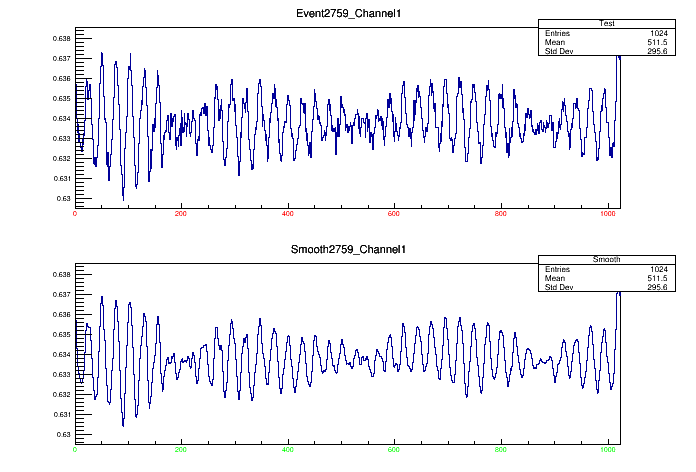 Event2759_Channel1
Test
Entries 1024
Mean 511.5
Std Dev 295.6
0.638
0.637
0.636
0.635
0.634
0.633
0.632
0.631
0.63
0 200 400 600 800 1000
Smooth2759_Channel1
Smooth
Entries 1024
Mean 511.5
Std Dev 295.6
0.638
0.637
0.636
0.635
0.634
0.633
0.632
0.631
0.63
0 200 400 600 800 1000